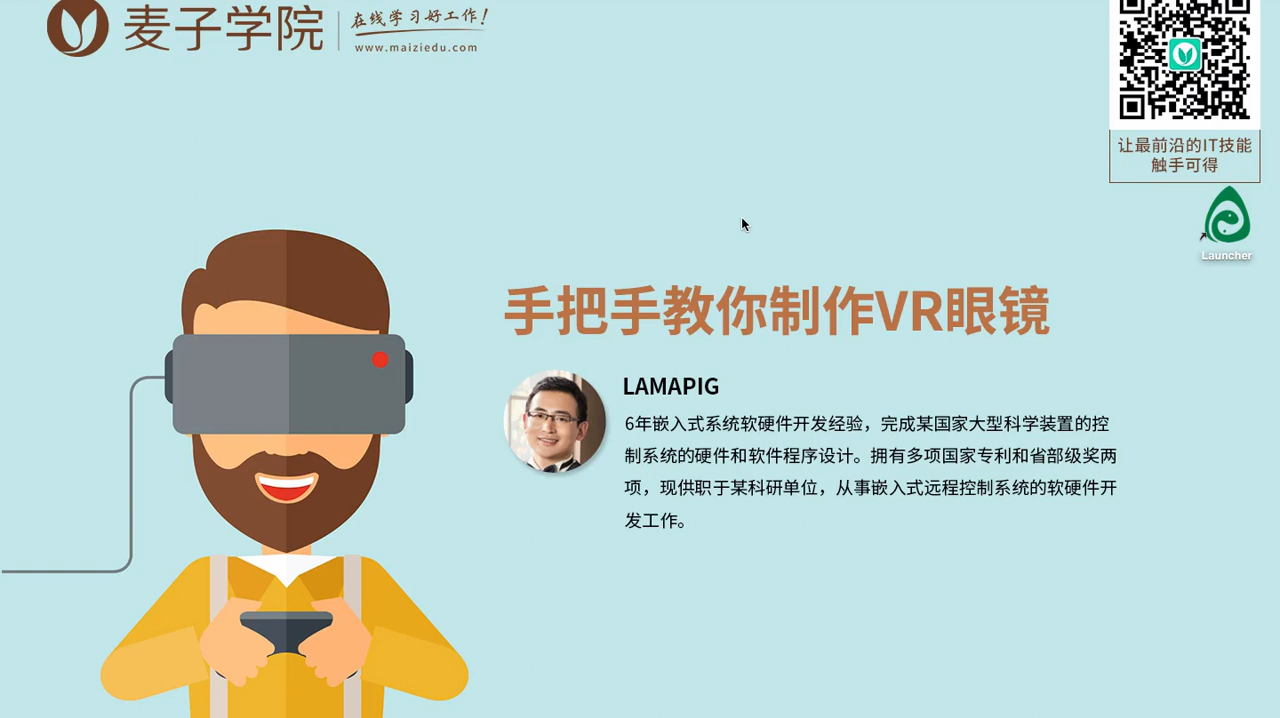 麦子学院
在线学习好工作!
www.maiziedu.com
让最前沿的IT技能
触手可得
Launcher
手把手教你制作VR眼镜
LAMAPIG
6年嵌入式系统软硬件开发经验，完成某国家大型科学装置的控
制系统的硬件和软件程序设计。拥有多项国家专利和省部级奖两
项，现供职于某科研单位，从事嵌入式远程控制系统的软硬件开
发工作。